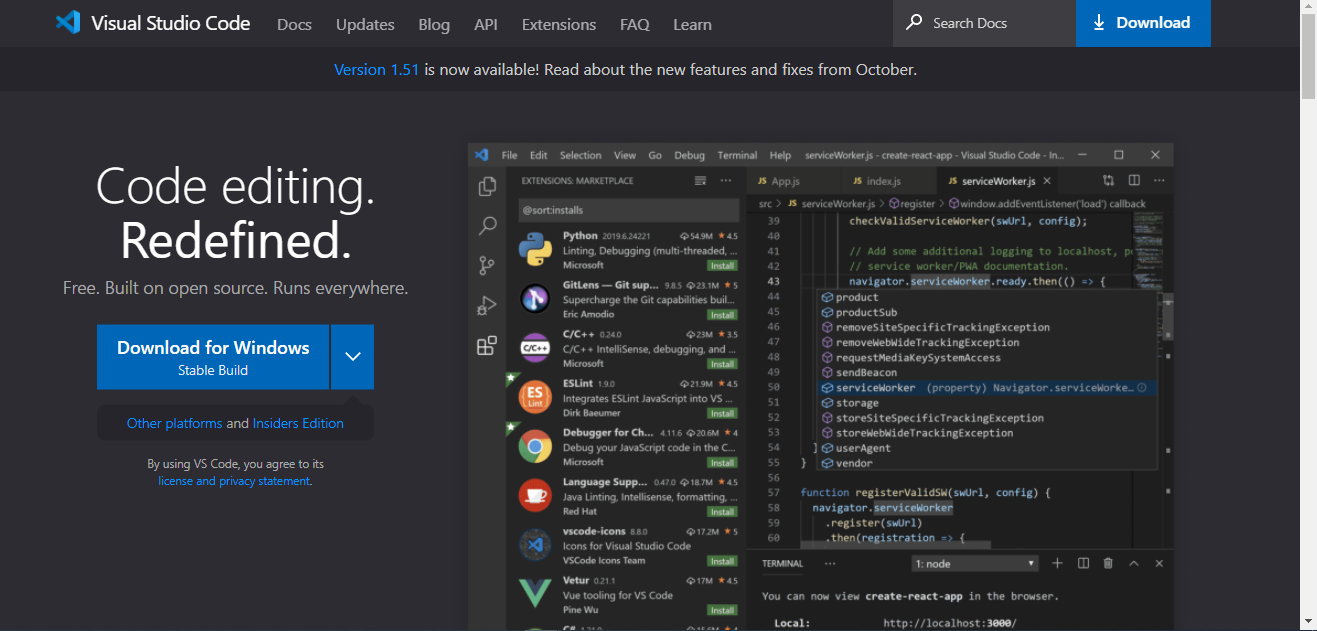 Visual Studio Code Docs Updates Blog API Extensions FAQ Learn Search Docs Download
Version 1.51 is now available! Read about the new features and fixes from October.
Code editing.
Redefined.
Free. Built on open source. Runs everywhere.
Download for Windows
Stable Build
Other platforms and Insiders Edition
By using VS Code, you agree to its
license and privacy statement.
File Edit Selection View Go Debug Terminal Help serviceWorker.js - create-react-app - Visual Studio Code - In...
EXTENSIONS: MARKETPLACE
@sort:installs
Python 2019.6.24221 54.9M 4.5
Linting, Debugging (multi-threaded, ...
Microsoft Install
GitLens — Git sup... 9.8.5 23.1M 5
Supercharge the Git capabilities buil...
Eric Amodio Install
C/C++ 0.24.0 23M 3.5
C/C++ IntelliSense, debugging, and ...
Microsoft Install
C/C++
ESLint 1.9.0 21.9M 4.5
Integrates ESLint JavaScript into VS ...
Dirk Baeumer Install
ES
Lint
Debugger for Ch... 4.11.6 20.6M 4
Debug your JavaScript code in the C...
Microsoft Install
Language Supp... 0.47.0 18.7M 4.5
Java Linting, Intellisense, formatting, ...
Red Hat Install
vscode-icons 8.8.0 17.2M 5
Icons for Visual Studio Code
VSCode Icons Team Install
Vetur 0.21.1 17M 4.5
Vue tooling for VS Code
Pine Wu Install
C# 1.21.0 15.6M 4
JS App.js JS index.js JS serviceWorker.js
src > JS serviceWorker.js > register > window.addEventListener('load') callback
39 checkValidServiceWorker(swUrl, config);
40
41 // Add some additional logging to localhost, po
42 // service worker/PWA documentation.
43 navigator.serviceWorker.ready.then(() => {
44 product
45 productSub
46 removeSiteSpecificTrackingException
47 removeWebWideTrackingException
48 requestMediaKeySystemAccess
49 sendBeacon
50 serviceWorker (property) Navigator.serviceWorke...
51 storage
52 storeSiteSpecificTrackingException
53 storeWebWideTrackingException
54 } userAgent
55 } vendor
56
57 function registerValidSW(swUrl, config) {
58 navigator.serviceWorker
59 .register(swUrl)
60 .then(registration => {
TERMINAL ... 1: node
You can now view create-react-app in the browser.
Local: http://localhost:3000/